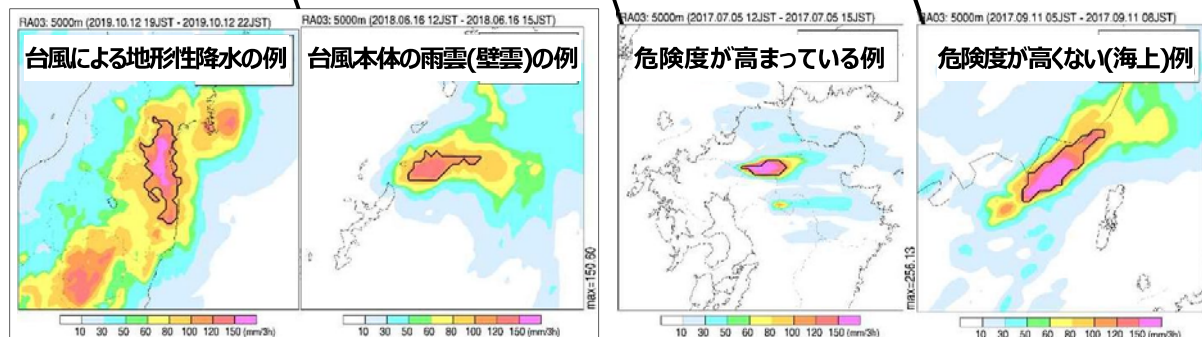 RA03: 5000m (2019.10.12 19JST - 2019.10.12 22JST)
台風による地形性降水の例
10 30 50 60 80 100 120 150 (mm/3h)
RA03: 5000m (2018.06.16 12JST - 2018.06.16 15JST)
台風本体の雨雲(壁雲)の例
max=150.60
10 30 50 60 80 100 120 150 (mm/3h)
RA03: 5000m (2017.07.05 12JST - 2017.07.05 15JST)
危険度が高まっている例
10 30 50 60 80 100 120 150 (mm/3h)
RA03: 5000m (2017.09.11 05JST - 2017.09.11 08JST)
危険度が高くない(海上)例
max=256.13
10 30 50 60 80 100 120 150 (mm/3h)